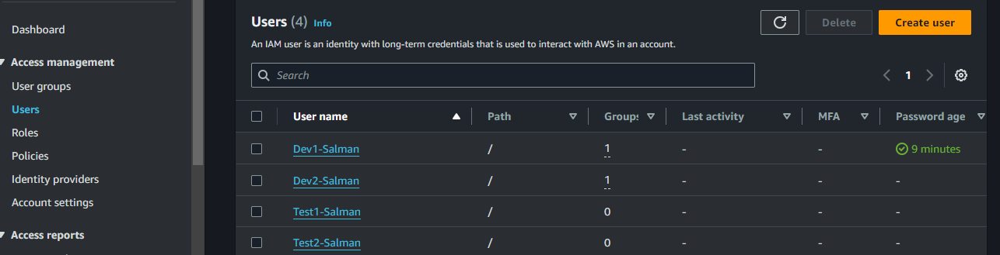 Dashboard
Access management
User groups
Users
Roles
Policies
Identity providers
Account settings
Access reports
Users (4) Info
Delete
Create user
An IAM user is an identity with long-term credentials that is used to interact with AWS in an account.
Search
1
User name Path Groups Last activity MFA Password age
Dev1-Salman / 1 - - 9 minutes
Dev2-Salman / 1 - - -
Test1-Salman / 0 - - -
Test2-Salman / 0 - - -